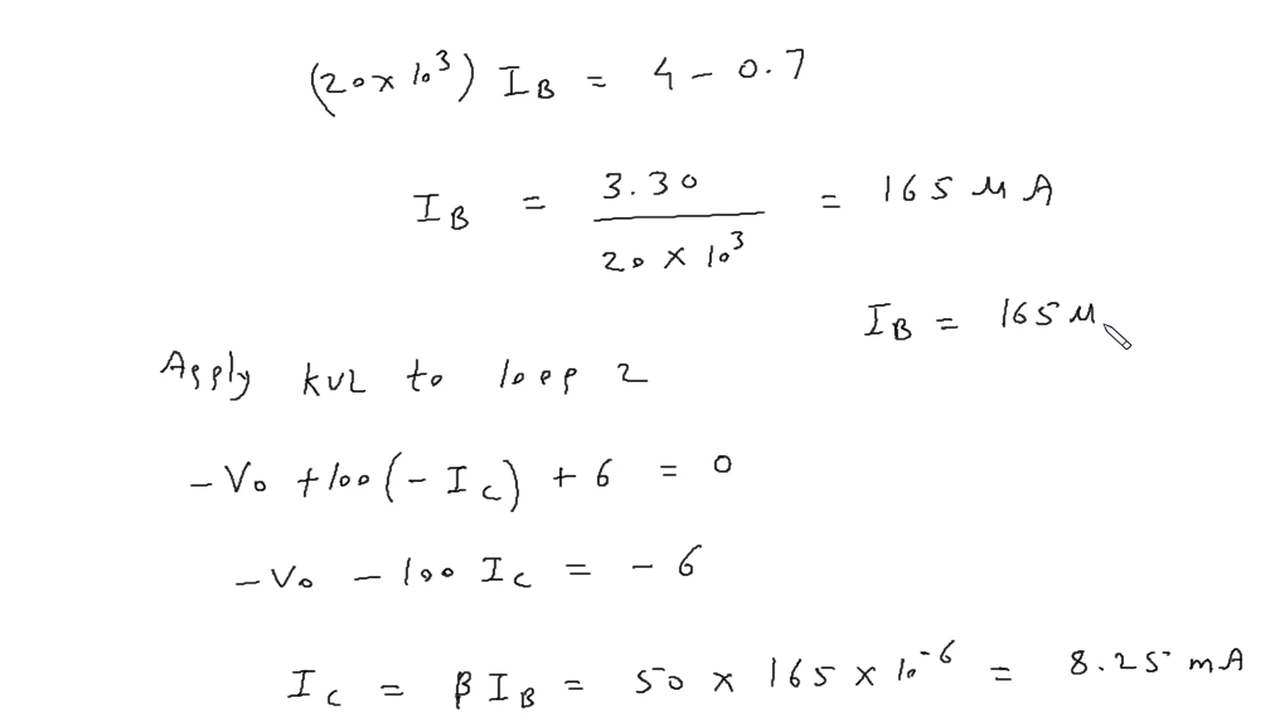 (20 × 10³) I_B = 4 - 0.7
I_B = 3.30 / 20 × 10³ = 165 μA
I_B = 165 μ
Apply kVL to loop 2
-V₀ + 100(-I_C) + 6 = 0
-V₀ - 100 I_C = -6
I_C = β I_B = 50 × 165 × 10⁻⁶ = 8.25 mA